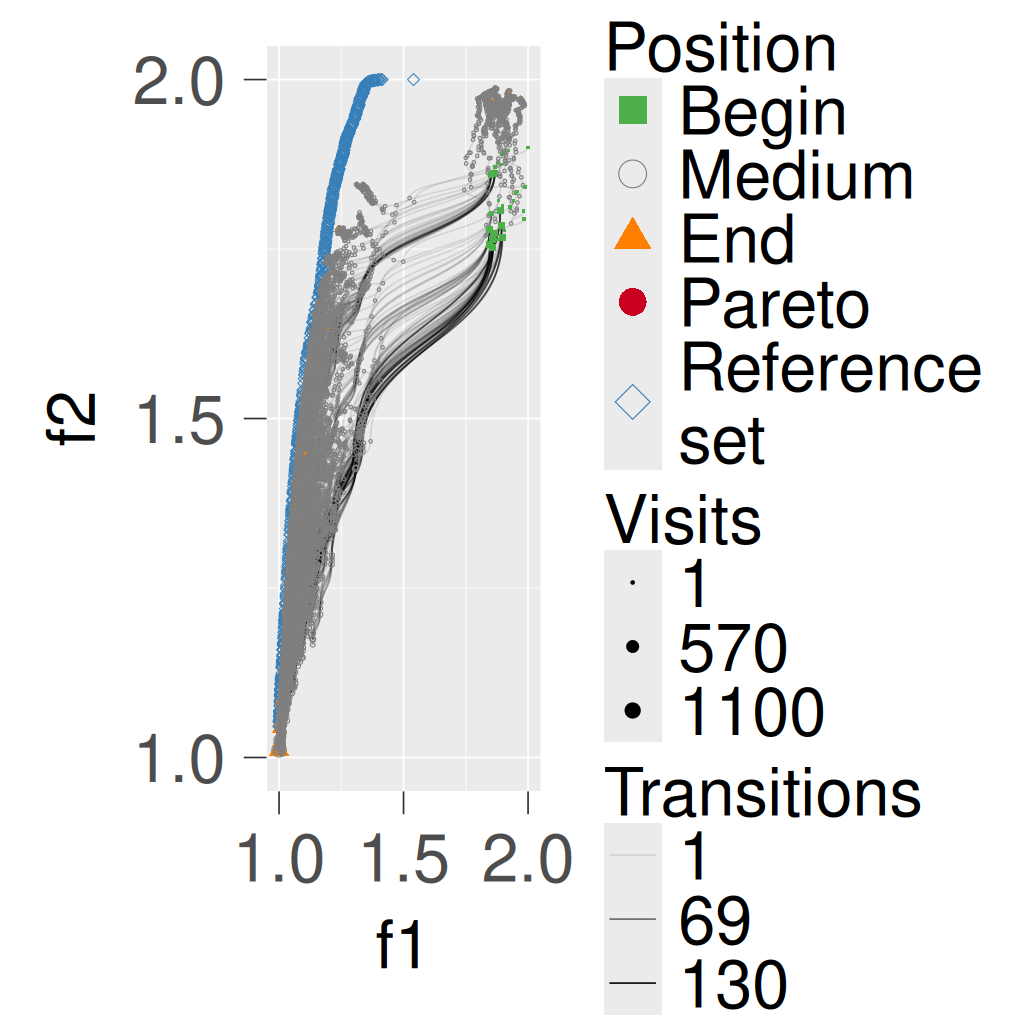 2.0
1.5
1.0
f2
1.0 1.5 2.0
f1
Position
Begin
Medium
End
Pareto
Reference
set
Visits
1
570
1100
Transitions
1
69
130